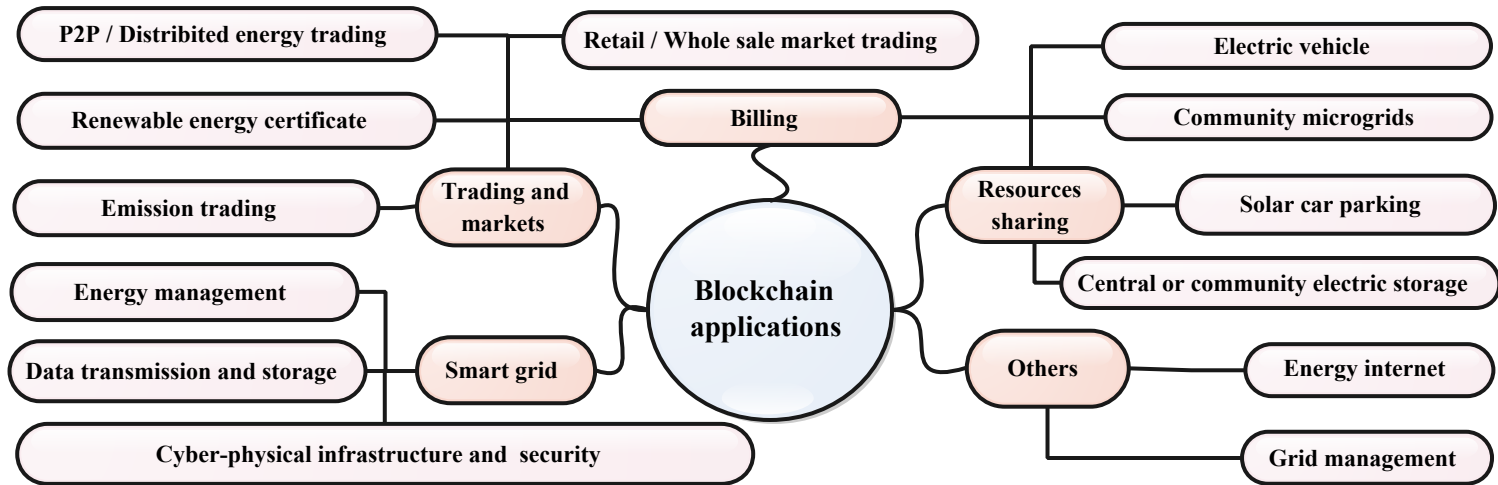 P2P / Distribited energy trading
Retail / Whole sale market trading
Electric vehicle
Renewable energy certificate
Billing
Community microgrids
Emission trading
Trading and
markets
Resources
sharing
Solar car parking
Energy management
Blockchain
applications
Central or community electric storage
Data transmission and storage
Smart grid
Others
Energy internet
Cyber-physical infrastructure and security
Grid management